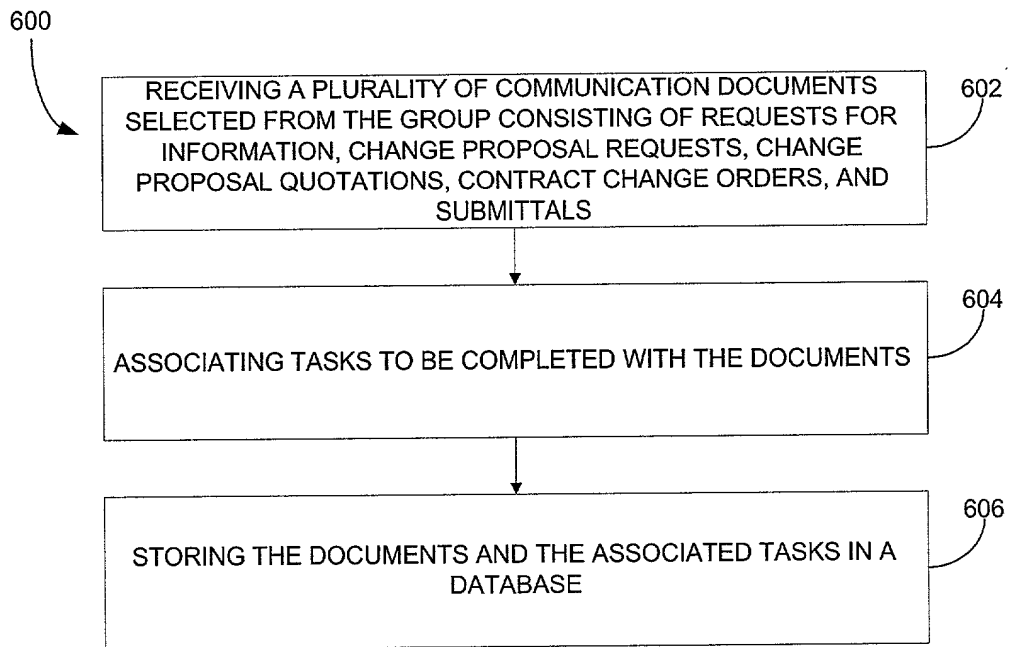 600
RECEIVING A PLURALITY OF COMMUNICATION DOCUMENTS
SELECTED FROM THE GROUP CONSISTING OF REQUESTS FOR
INFORMATION, CHANGE PROPOSAL REQUESTS, CHANGE
PROPOSAL QUOTATIONS, CONTRACT CHANGE ORDERS, AND
SUBMITTALS
602
ASSOCIATING TASKS TO BE COMPLETED WITH THE DOCUMENTS
604
STORING THE DOCUMENTS AND THE ASSOCIATED TASKS IN A
DATABASE
606